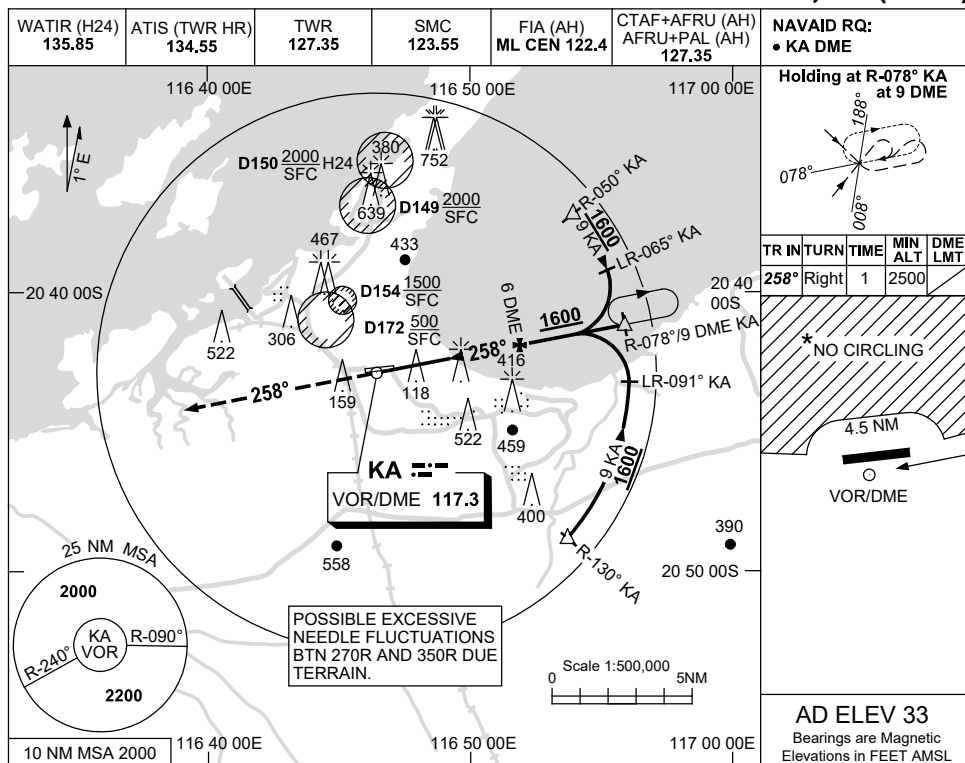 WATIR (H24)
135.85
ATIS (TWR HR)
134.55
TWR
127.35
SMC
123.55
FIA (AH)
ML CEN 122.4
CTAF+AFRU (AH)
AFRU+PAL (AH)
127.35
NAVAID RQ:
• KA DME
116 40 00E
116 50 00E
117 00 00E
1° E
D150 2000 H24
SFC
380
752
639
D149 2000
SFC
467
433
R-050° KA
1600
9 KA
LR-065° KA
20 40 00S
20 40
00S
D154 1500
SFC
6 DME
1600
522
306
D172 500
SFC
R-078°/9 DME KA
258°
416
258°
159
118
LR-091° KA
522
459
9 KA
1600
KA
VOR/DME 117.3
400
390
558
R-130° KA
20 50 00S
25 NM MSA
2000
KA
VOR
R-090°
R-240°
2200
10 NM MSA 2000
POSSIBLE EXCESSIVE
NEEDLE FLUCTUATIONS
BTN 270R AND 350R DUE
TERRAIN.
Scale 1:500,000
0
5NM
116 40 00E
116 50 00E
117 00 00E
Holding at R-078° KA
at 9 DME
188°
078°
008°
TR IN TURN TIME MIN ALT DME LMT
258° Right 1 2500
*NO CIRCLING
4.5 NM
VOR/DME
AD ELEV 33
Bearings are Magnetic
Elevations in FEET AMSL